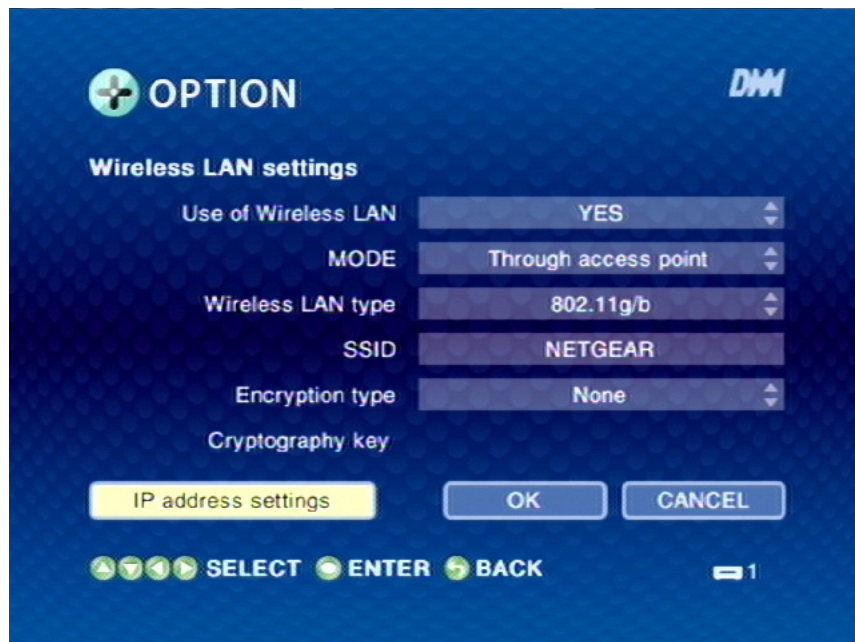 OPTION
DMM
Wireless LAN settings
Use of Wireless LAN YES
MODE Through access point
Wireless LAN type 802.11g/b
SSID NETGEAR
Encryption type None
Cryptography key
IP address settings OK CANCEL
SELECT ENTER BACK 1